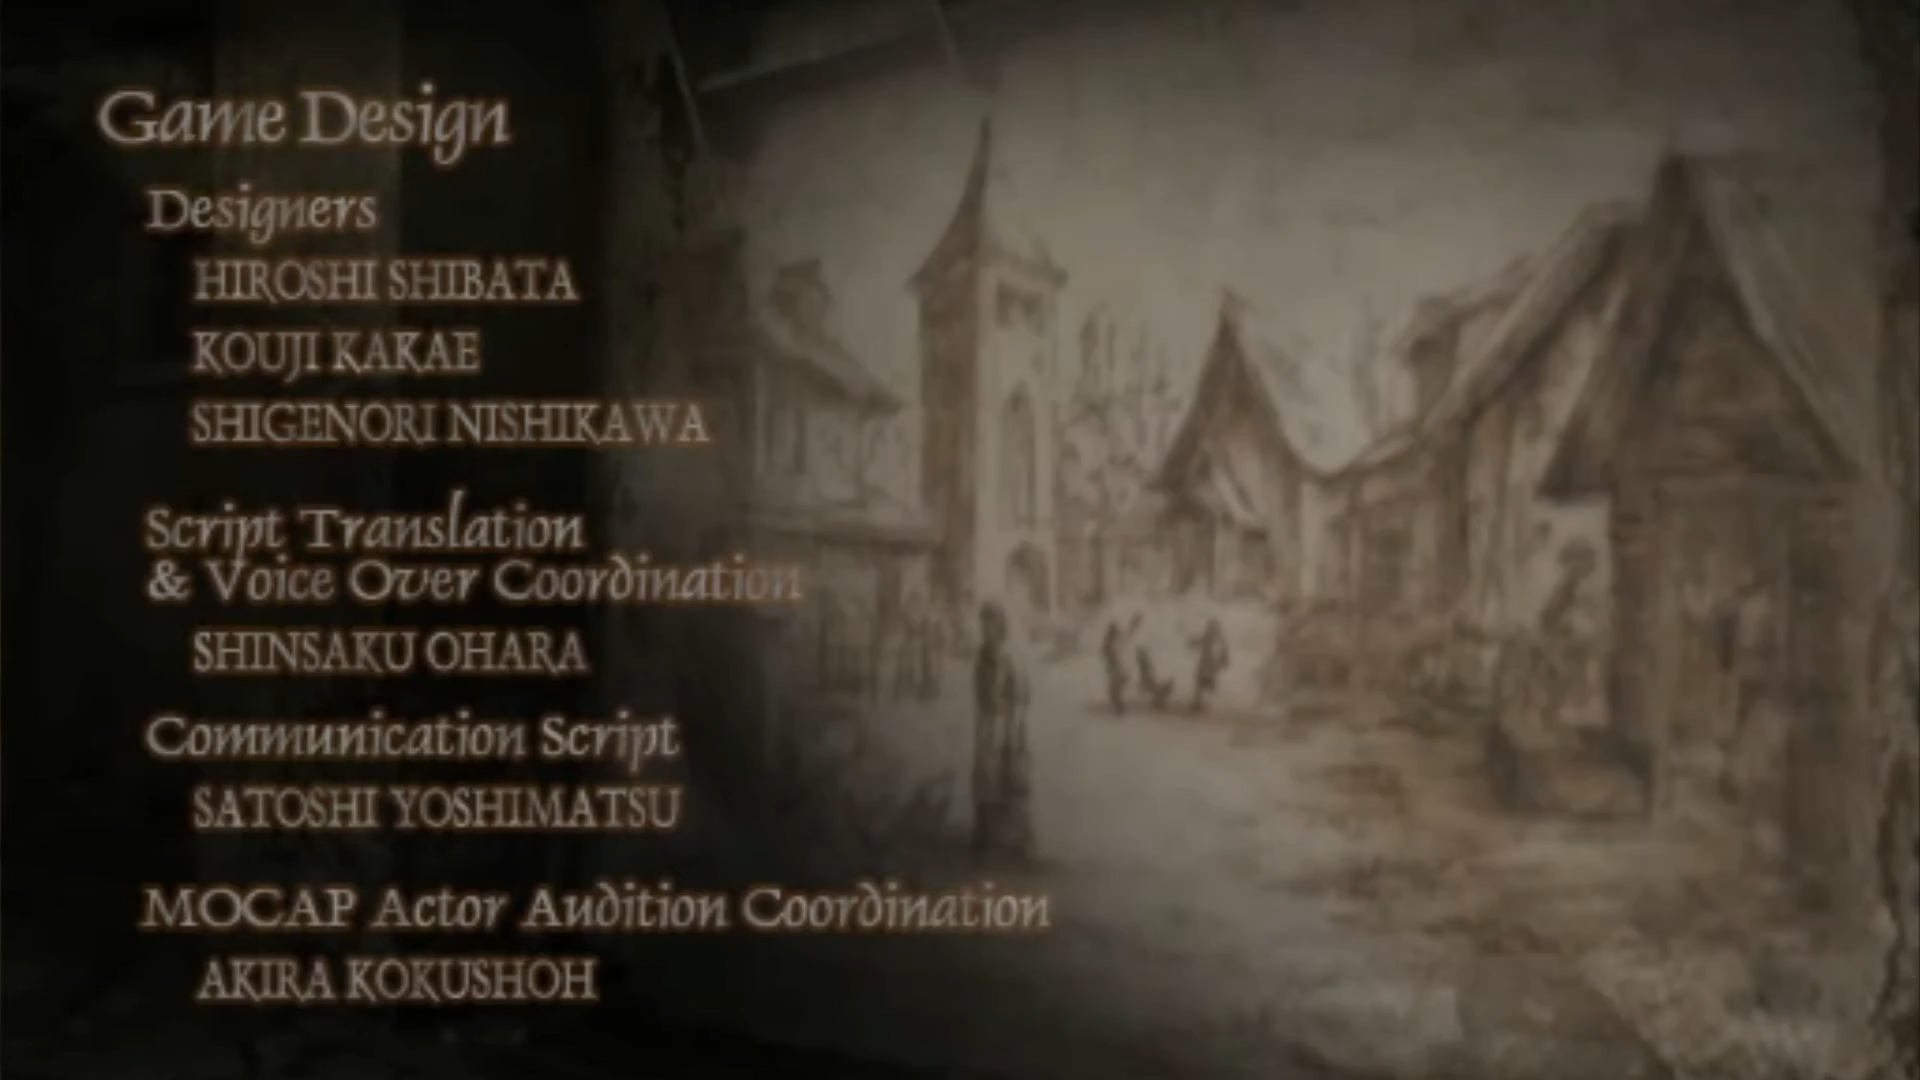 Game Design
Designers
HIROSHI SHIBATA
KOUJI KAKAE
SHIGENORI NISHIKAWA
Script Translation
& Voice Over Coordination
SHINSAKU OHARA
Communication Script
SATOSHI YOSHIMATSU
MOCAP Actor Audition Coordination
AKIRA KOKUSHOH